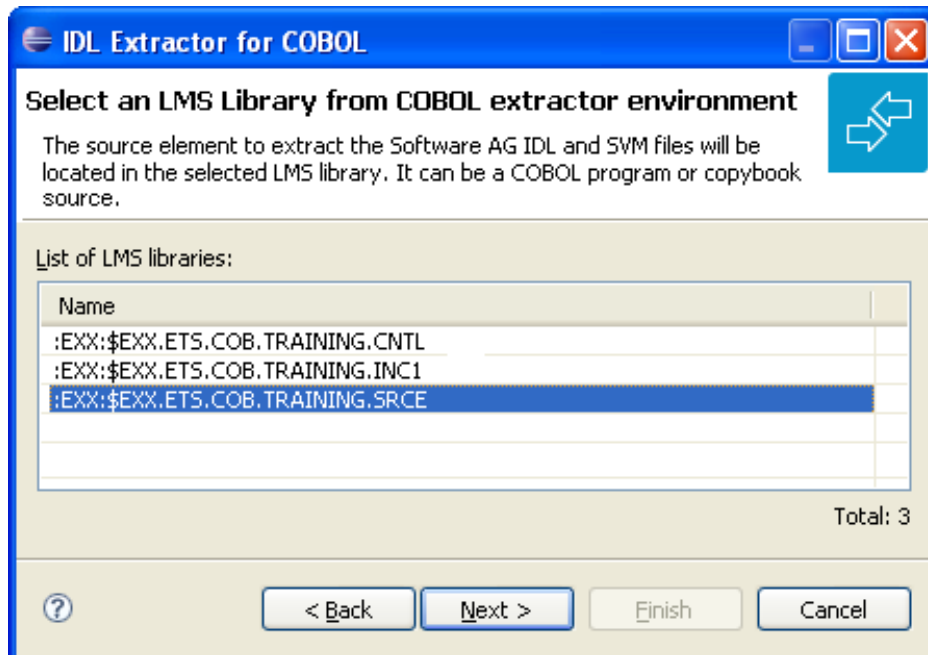 IDL Extractor for COBOL
Select an LMS Library from COBOL extractor environment
The source element to extract the Software AG IDL and SVM files will be
located in the selected LMS library. It can be a COBOL program or copybook
source.
List of LMS libraries:
Name
:EXX:$EXX.ETS.COB.TRAINING.CNTL
:EXX:$EXX.ETS.COB.TRAINING.INC1
:EXX:$EXX.ETS.COB.TRAINING.SRCE
Total: 3
? < Back Next > Finish Cancel